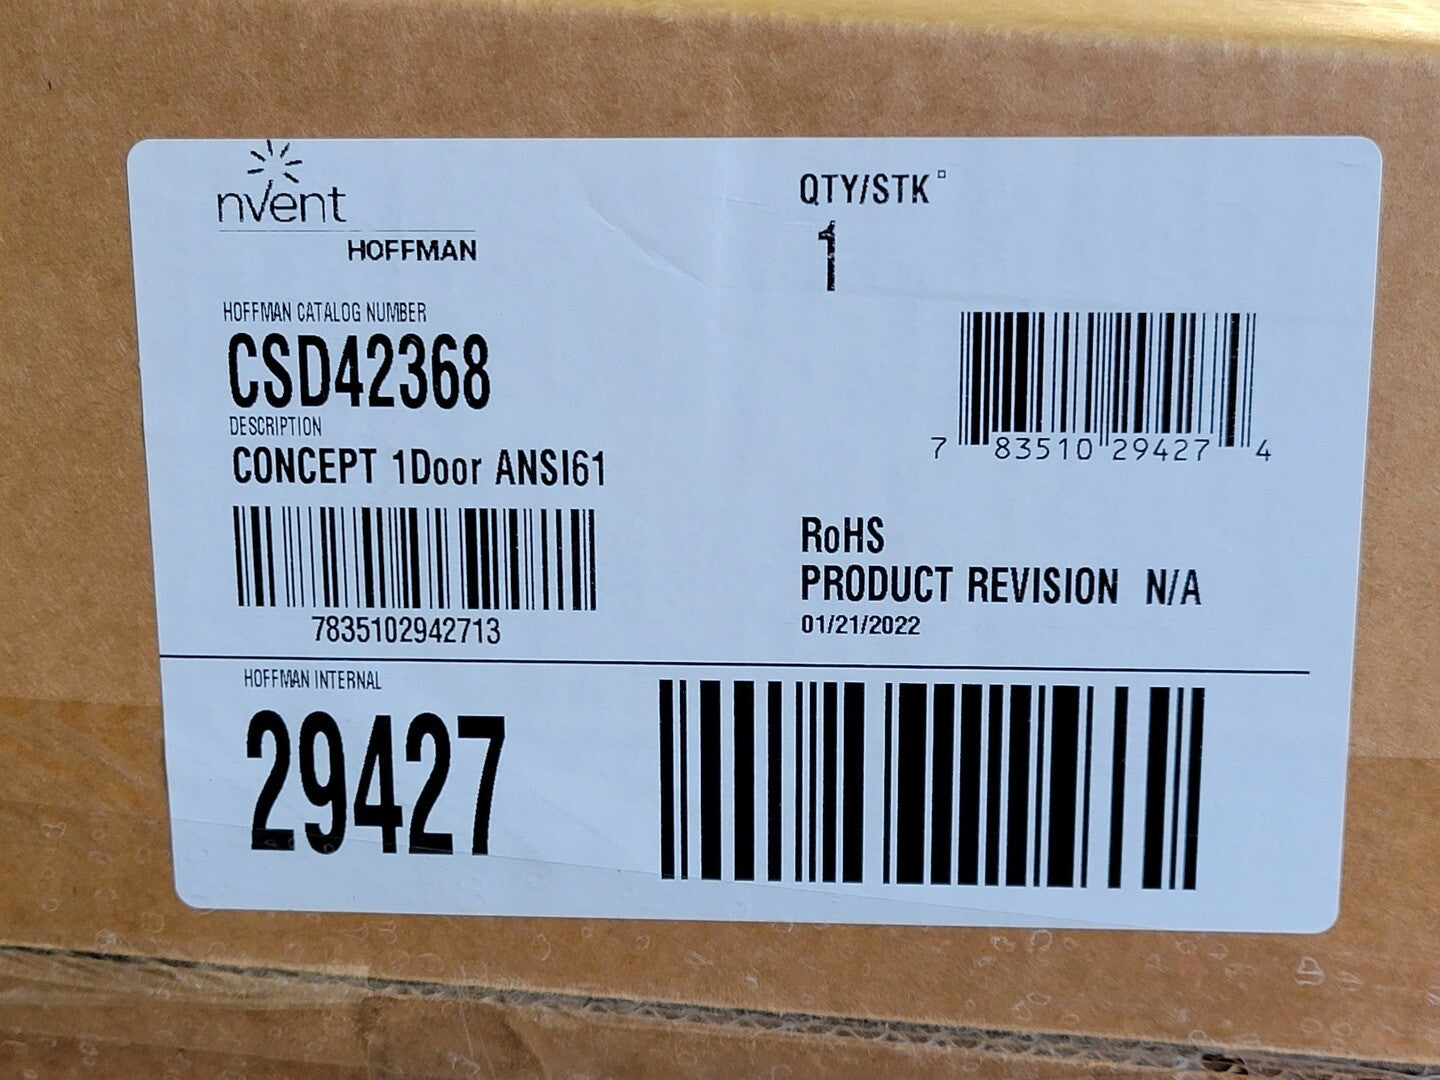 nVent
HOFFMAN
QTY/STK
1
HOFFMAN CATALOG NUMBER
CSD42368
DESCRIPTION
CONCEPT 1Door ANSI61
7835102942713
7 83510 29427 4
RoHS
PRODUCT REVISION N/A
01/21/2022
HOFFMAN INTERNAL
29427